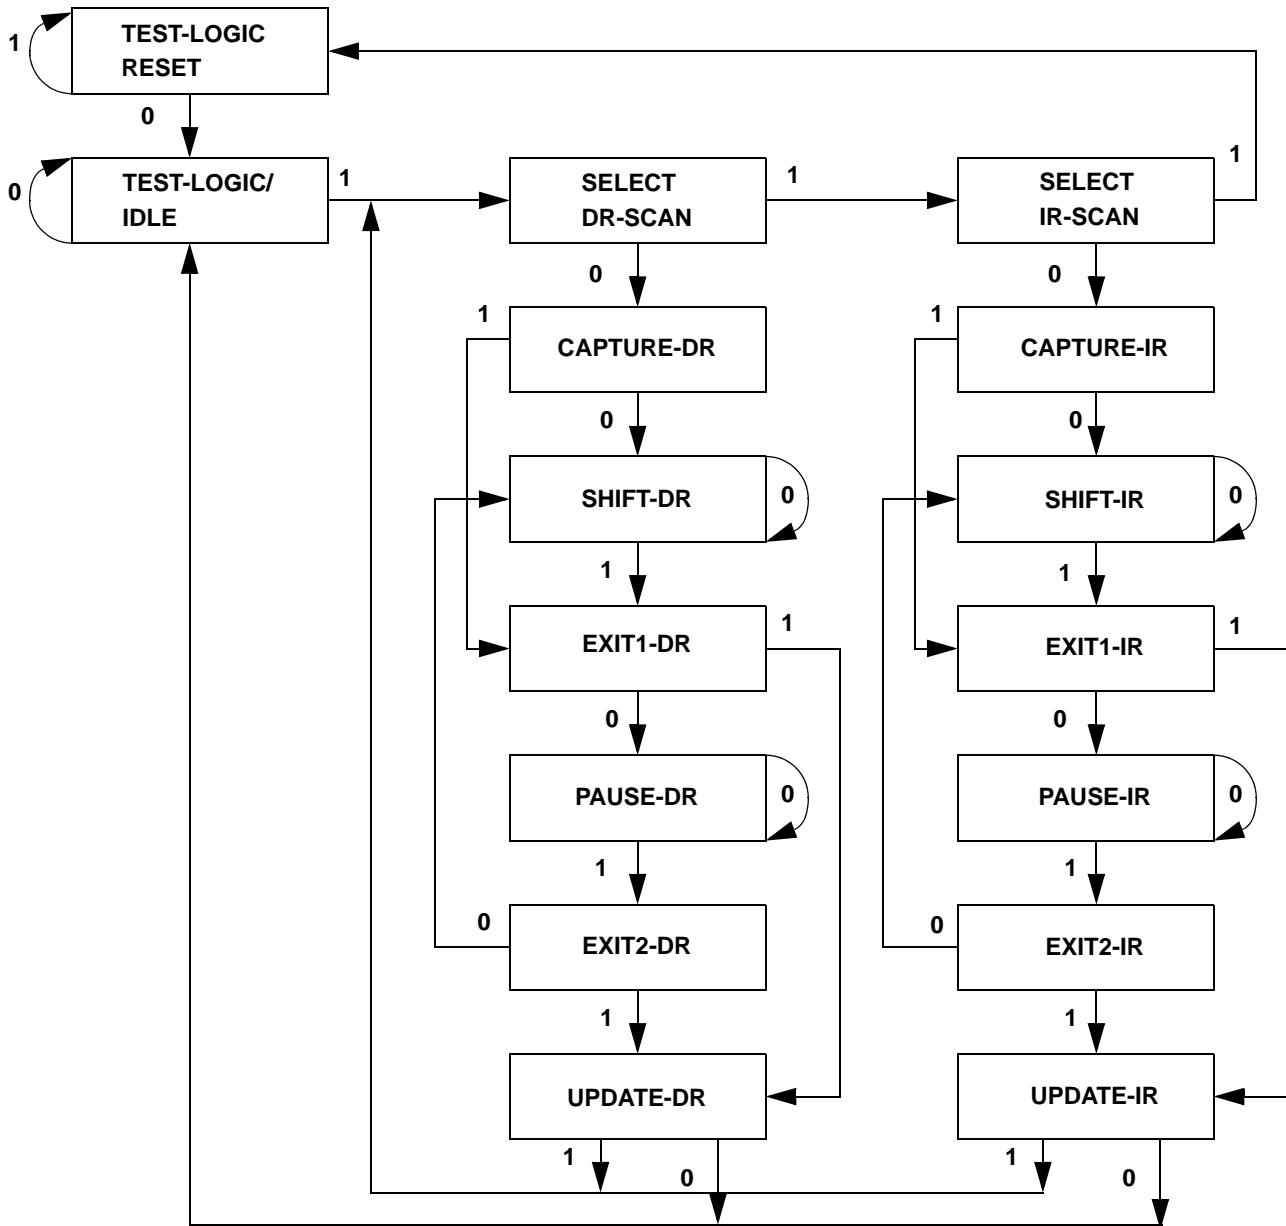 1
TEST-LOGIC
RESET
0
0
TEST-LOGIC/
IDLE
1
SELECT
DR-SCAN
1
SELECT
IR-SCAN
1
0
0
1
CAPTURE-DR
1
CAPTURE-IR
0
0
SHIFT-DR
0
SHIFT-IR
0
1
1
EXIT1-DR
1
EXIT1-IR
1
0
0
PAUSE-DR
0
PAUSE-IR
0
1
1
0
EXIT2-DR
0
EXIT2-IR
1
1
UPDATE-DR
UPDATE-IR
1
0
1
0